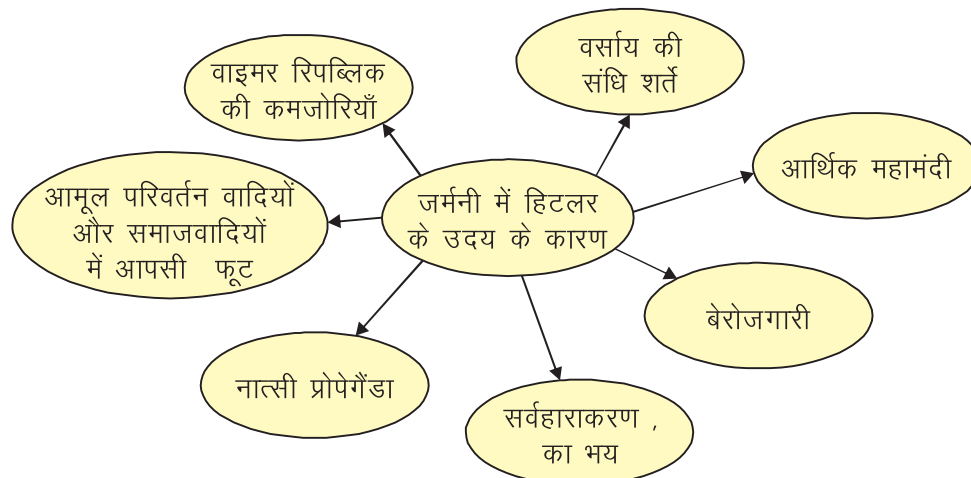 वर्साय की
संधि शर्ते
वाइमर रिपब्लिक
की कमजोरियाँ
आर्थिक महामंदी
जर्मनी में हिटलर
के उदय के कारण
आमूल परिवर्तन वादियों
और समाजवादियों
में आपसी फूट
बेरोजगारी
नात्सी प्रोपेगैंडा
सर्वहाराकरण ,
का भय